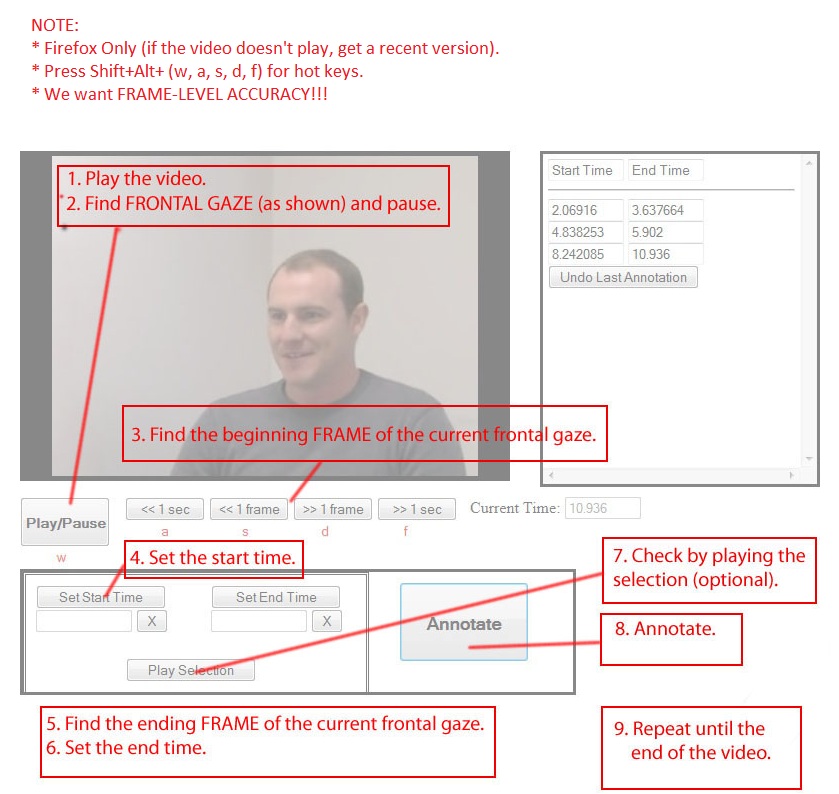 NOTE:
* Firefox Only (if the video doesn't play, get a recent version).
* Press Shift+Alt+ (w, a, s, d, f) for hot keys.
* We want FRAME-LEVEL ACCURACY!!!
1. Play the video.
*2. Find FRONTAL GAZE (as shown) and pause.
Start Time End Time
2.06916 3.637664
4.838253 5.902
8.242085 10.936
Undo Last Annotation
3. Find the beginning FRAME of the current frontal gaze.
Play/Pause
<< 1 sec << 1 frame >> 1 frame >> 1 sec Current Time: 10.936
a s d f
w
4. Set the start time.
7. Check by playing the
selection (optional).
Set Start Time Set End Time
X X
Annotate
8. Annotate.
Play Selection
5. Find the ending FRAME of the current frontal gaze.
6. Set the end time.
9. Repeat until the
end of the video.